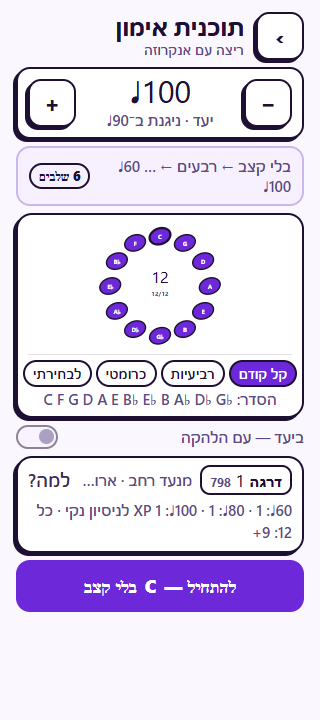 תוכנית אימון
ריצה עם אנקרוזה
‹
−
♩100
+
יעד · ניגנת ב־90♩
בלי קצב ← רבעים ← ... 60♩
100♩
6 שלבים
C
G
D
A
E
B
G♭
D♭
A♭
E♭
B♭
F
12
12/12
קל קודם
רביעיות
כרומטי
לבחירתי
הסדר: C F G D A E B♭ E♭ B A♭ D♭ G♭
ביעד — עם הלהקה
דרגה 1 798
מנעד רחב · ארו...
למה?
60♩: 1 · 80♩: 1 · 100♩: 1 XP לניסיון נקי · כל
12: 9+
להתחיל — C בלי קצב